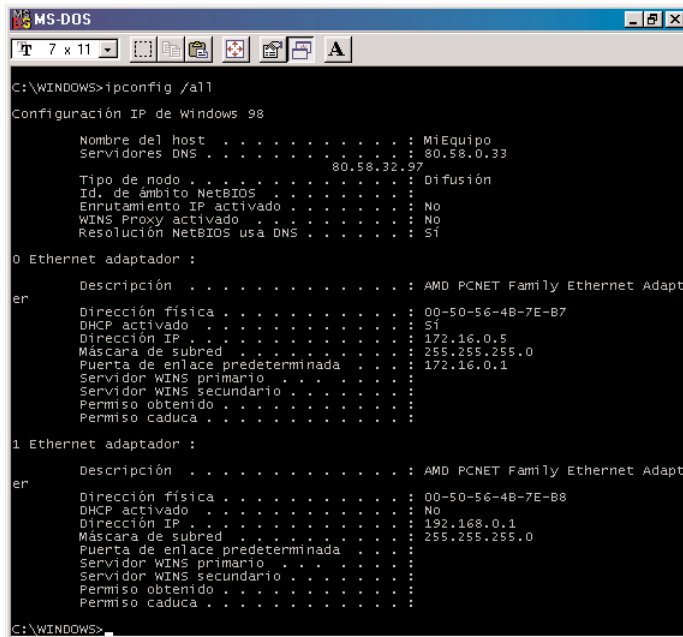 MS-DOS
7 x 11
A
C:\WINDOWS>ipconfig /all
Configuración IP de Windows 98
Nombre del host . . . . . . . . . . . . : MiEquipo
Servidores DNS . . . . . . . . . . . . . : 80.58.0.33
80.58.32.97
Tipo de nodo . . . . . . . . . . . . . . : Difusión
Id. de ámbito NetBIOS . . . . . . . . . :
Enrutamiento IP activado . . . . . . . . : No
WINS Proxy activado . . . . . . . . . . : No
Resolución NetBIOS usa DNS . . . . . . . : Sí
0 Ethernet adaptador :
Descripción . . . . . . . . . . . . . . : AMD PCNET Family Ethernet Adapt
er
Dirección física . . . . . . . . . . . . : 00-50-56-4B-7E-B7
DHCP activado . . . . . . . . . . . . . : Sí
Dirección IP . . . . . . . . . . . . . . : 172.16.0.5
Máscara de subred . . . . . . . . . . . : 255.255.255.0
Puerta de enlace predeterminada . . . : 172.16.0.1
Servidor WINS primario . . . . . . . . :
Servidor WINS secundario . . . . . . . . :
Permiso obtenido . . . . . . . . . . . . :
Permiso caduca . . . . . . . . . . . . . :
1 Ethernet adaptador :
Descripción . . . . . . . . . . . . . . : AMD PCNET Family Ethernet Adapt
er
Dirección física . . . . . . . . . . . . : 00-50-56-4B-7E-B8
DHCP activado . . . . . . . . . . . . . : No
Dirección IP . . . . . . . . . . . . . . : 192.168.0.1
Máscara de subred . . . . . . . . . . . : 255.255.255.0
Puerta de enlace predeterminada . . . :
Servidor WINS primario . . . . . . . . :
Servidor WINS secundario . . . . . . . . :
Permiso obtenido . . . . . . . . . . . . :
Permiso caduca . . . . . . . . . . . . . :
C:\WINDOWS>_